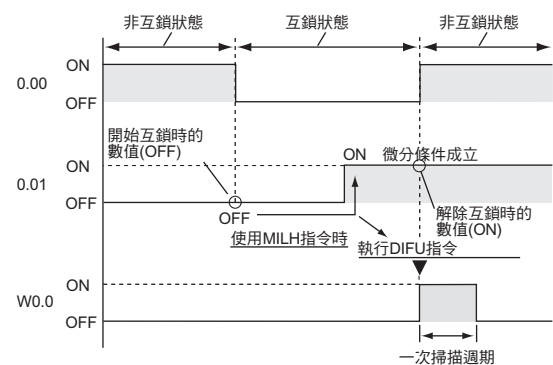 非互鎖狀態 互鎖狀態 非互鎖狀態
ON
0.00
OFF
開始互鎖時的
數值(OFF)
ON 微分條件成立
ON
0.01
OFF
OFF
解除互鎖時的
數值(ON)
使用MILH指令時
執行DIFU指令
ON
W0.0
OFF
一次掃描週期